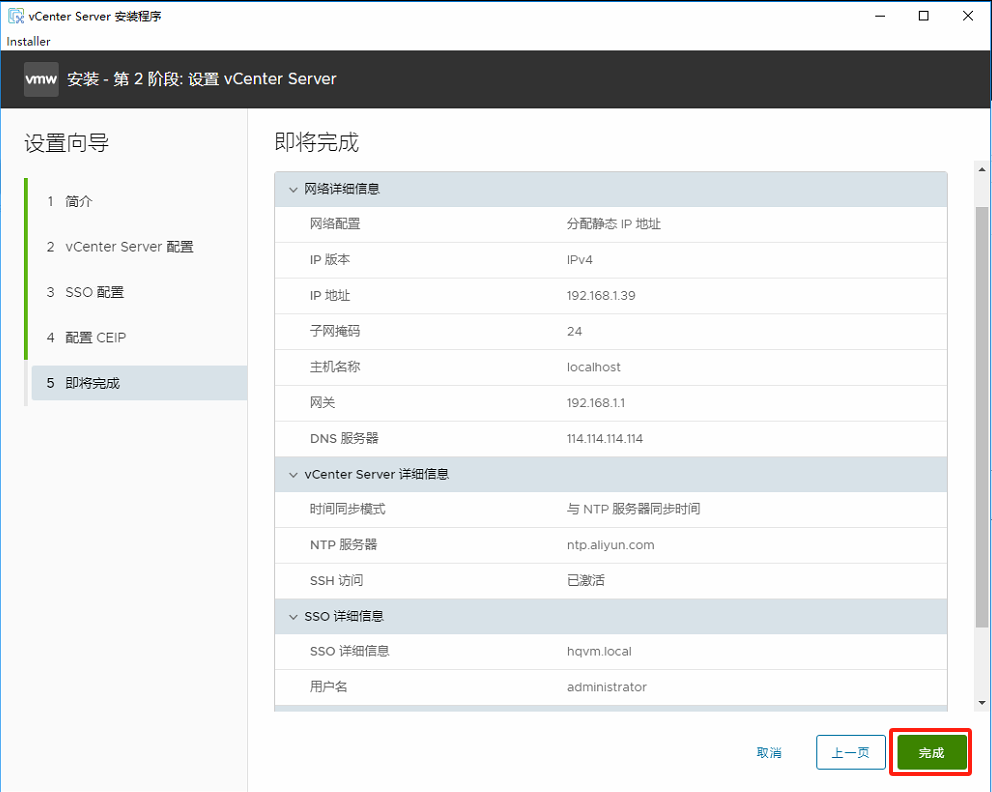 vCenter Server 安装程序
Installer
vmw 安装 - 第 2 阶段: 设置 vCenter Server
设置向导
1 简介
2 vCenter Server 配置
3 SSO 配置
4 配置 CEIP
5 即将完成
即将完成
网络详细信息
网络配置 分配静态 IP 地址
IP 版本 IPv4
IP 地址 192.168.1.39
子网掩码 24
主机名称 localhost
网关 192.168.1.1
DNS 服务器 114.114.114.114
vCenter Server 详细信息
时间同步模式 与 NTP 服务器同步时间
NTP 服务器 ntp.aliyun.com
SSH 访问 已激活
SSO 详细信息
SSO 详细信息 hqvm.local
用户名 administrator
取消 上一页 完成